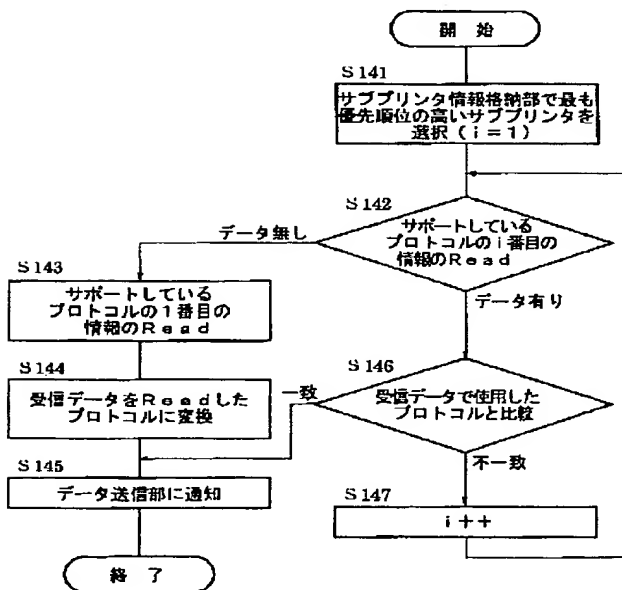 開 始
S141
サブプリンタ情報格納部で最も
優先順位の高いサブプリンタを
選択(i=1)
S142
サポートしている
プロトコルのi番目の
情報のRead
データ無し
データ有り
S143
サポートしている
プロトコルの1番目の
情報のRead
S144
受信データをReadした
プロトコルに変換
S146
受信データで使用した
プロトコルと比較
一致
不一致
S145
データ送信部に通知
S147
i++
終 了